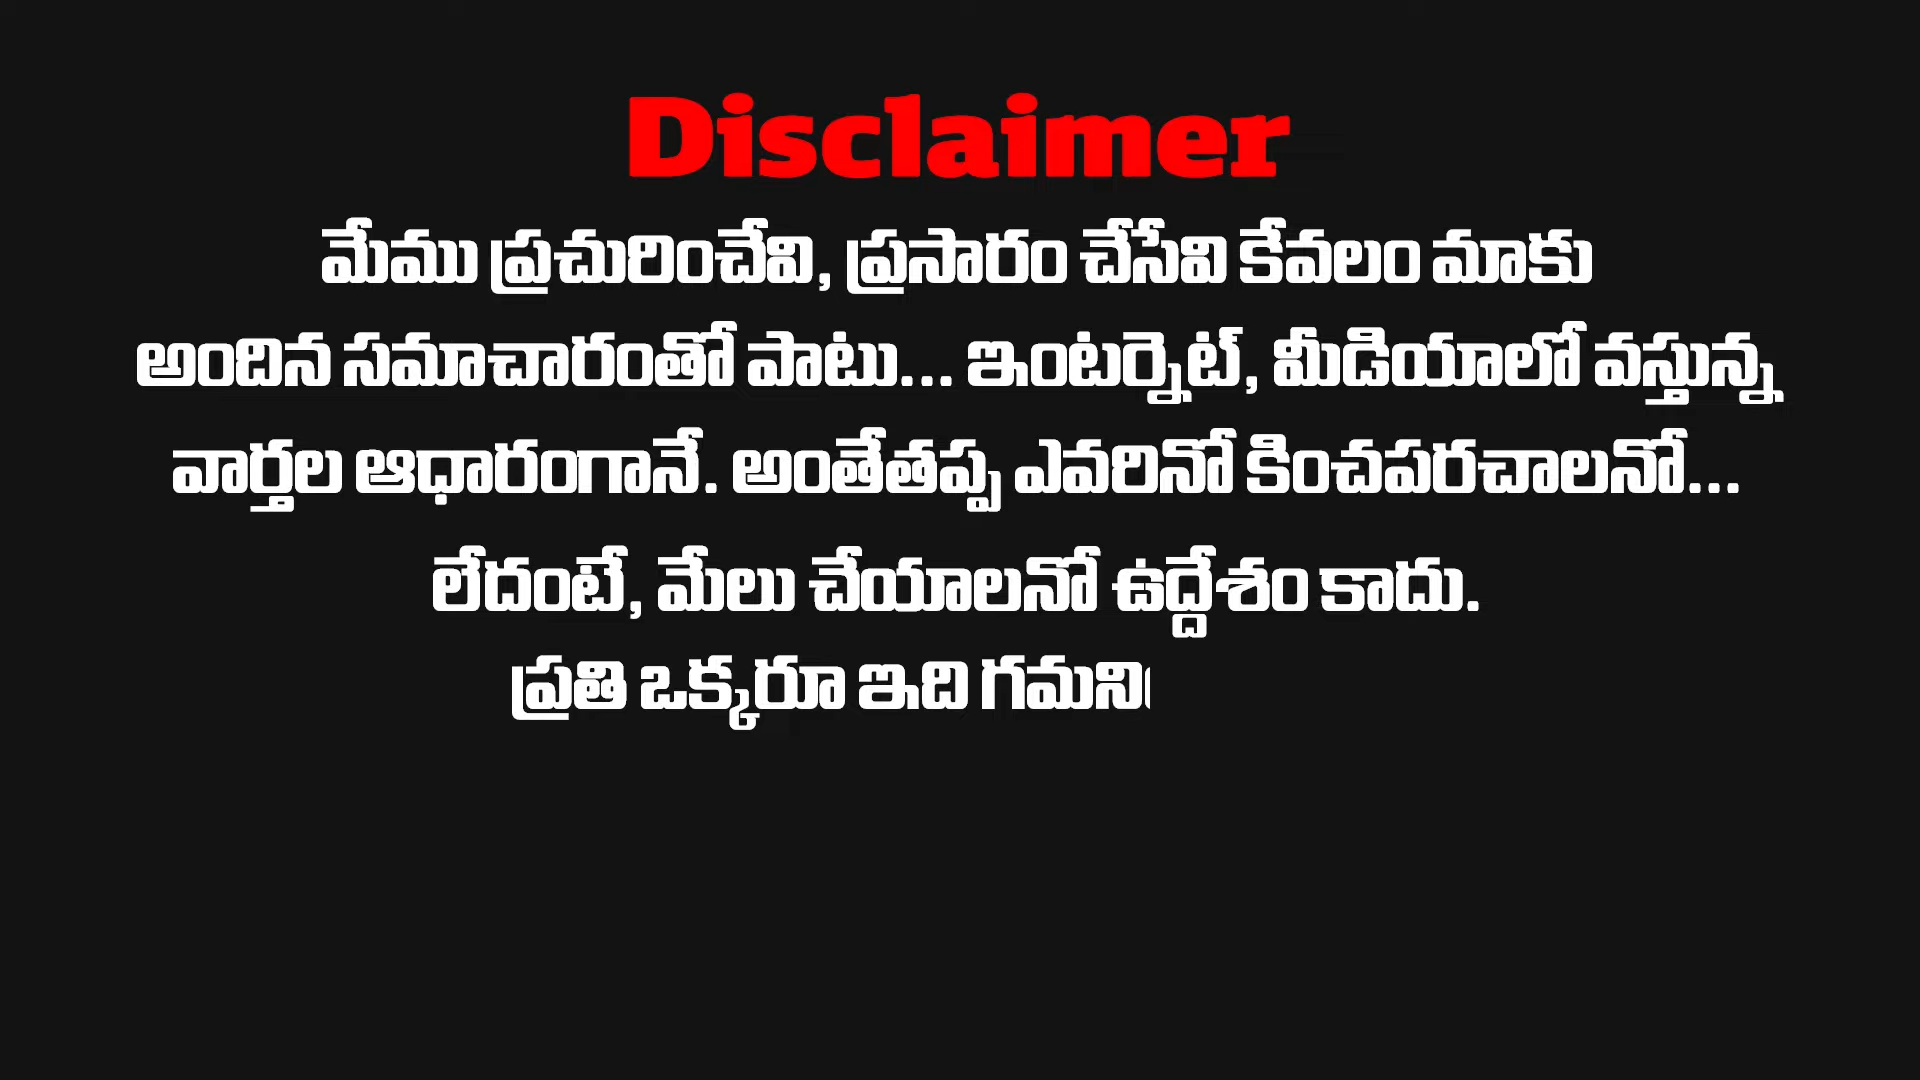 Disclaimer
మేము ప్రచురించేవి, ప్రసారం చేసేవి కేవలం మాకు
అందిన సమాచారంతో పాటు... ఇంటర్నెట్, మీడియాలో వస్తున్న
వార్తల ఆధారంగానే. అంతేతప్ప ఎవరినో కించపరచాలనో...
లేదంటే, మేలు చేయాలనో ఉద్దేశం కాదు.
ప్రతి ఒక్కరూ ఇది